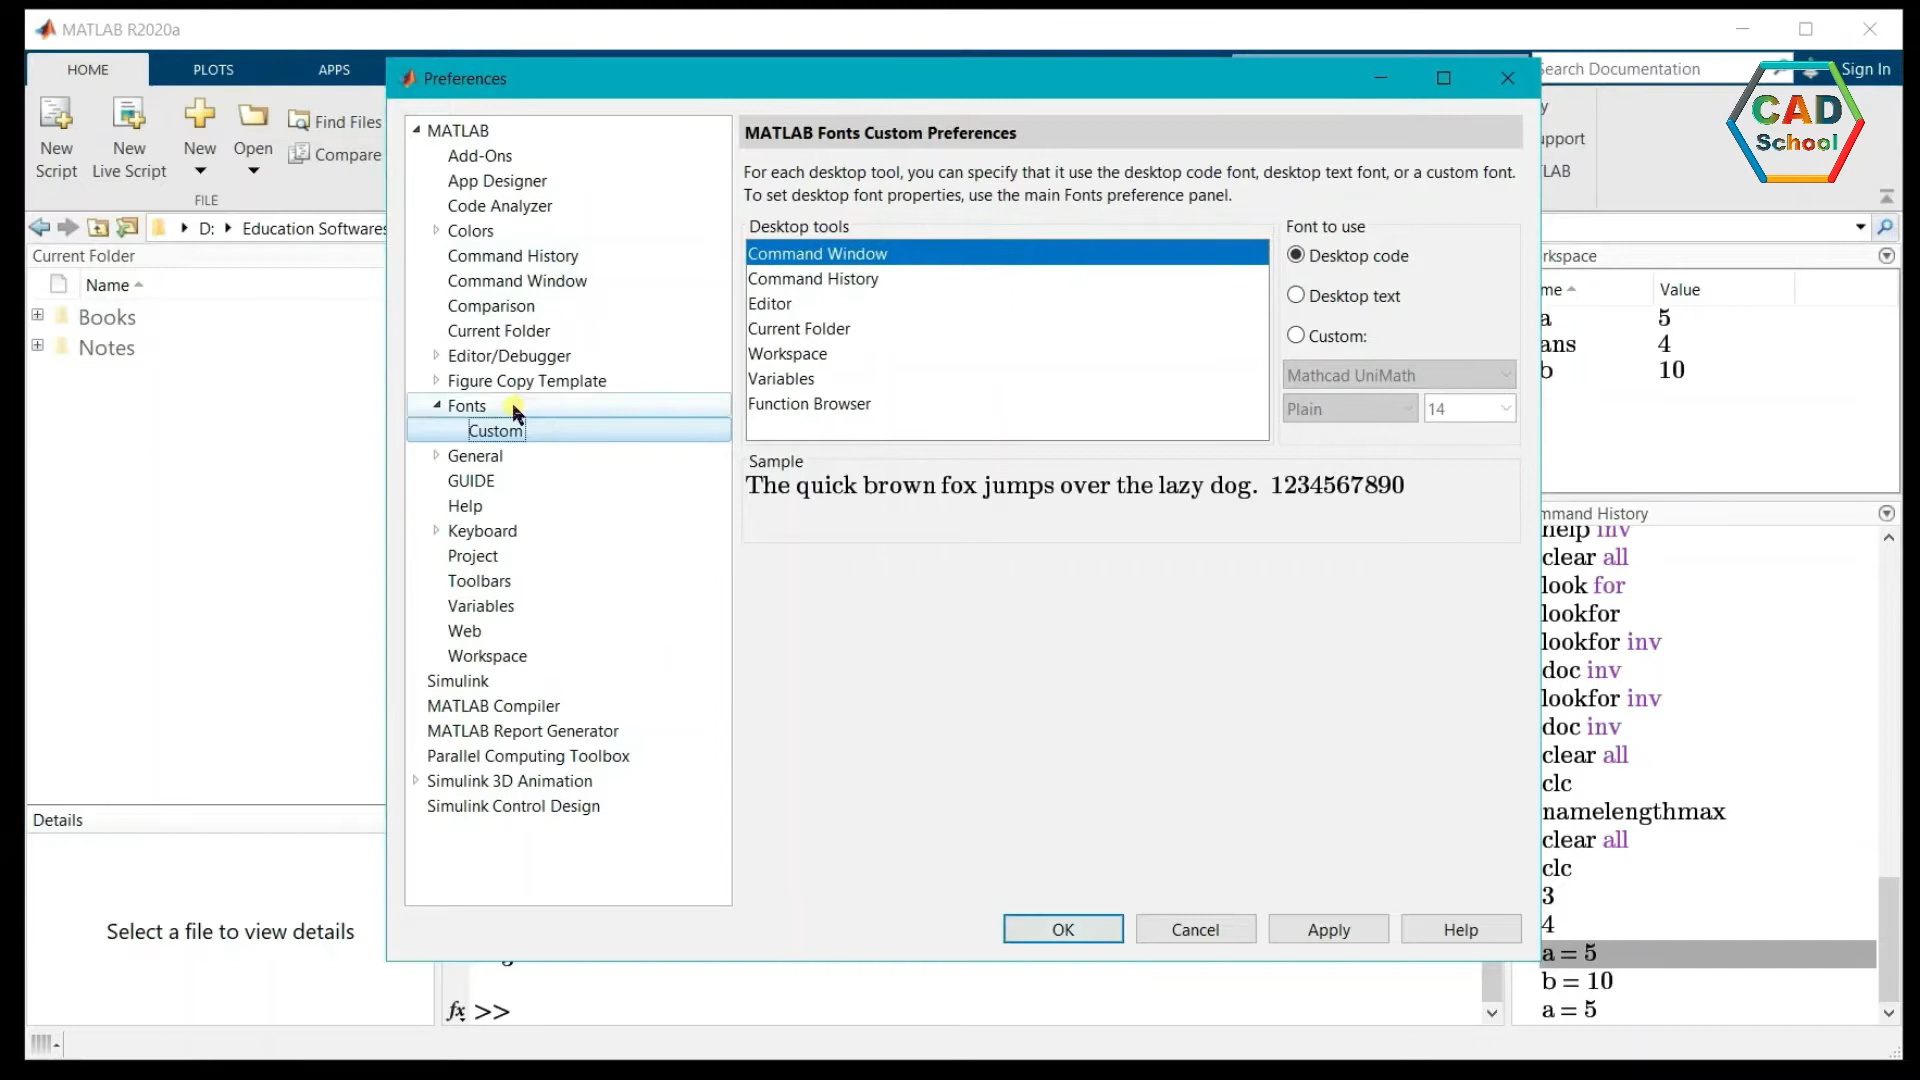 MATLAB R2020a
HOME
PLOTS
APPS
Search Documentation
Sign In
CAD
School
New
Script
New
Live Script
New
Open
Find Files
Compare
FILE
D:
Education Softwares
Current Folder
Name
Books
Notes
Details
Select a file to view details
Preferences
MATLAB
Add-Ons
App Designer
Code Analyzer
Colors
Command History
Command Window
Comparison
Current Folder
Editor/Debugger
Figure Copy Template
Fonts
Custom
General
GUIDE
Help
Keyboard
Project
Toolbars
Variables
Web
Workspace
Simulink
MATLAB Compiler
MATLAB Report Generator
Parallel Computing Toolbox
Simulink 3D Animation
Simulink Control Design
MATLAB Fonts Custom Preferences
For each desktop tool, you can specify that it use the desktop code font, desktop text font, or a custom font.
To set desktop font properties, use the main Fonts preference panel.
Desktop tools
Command Window
Command History
Editor
Current Folder
Workspace
Variables
Function Browser
Font to use
Desktop code
Desktop text
Custom:
Mathcad UniMath
Plain
14
Sample
The quick brown fox jumps over the lazy dog. 1234567890
OK
Cancel
Apply
Help
y
upport
LAB
rkspace
me
Value
a 5
ans 4
b 10
mmand History
help inv
clear all
look for
lookfor
lookfor inv
doc inv
lookfor inv
doc inv
clear all
clc
namelengthmax
clear all
clc
3
4
a = 5
b = 10
a = 5
fx >>